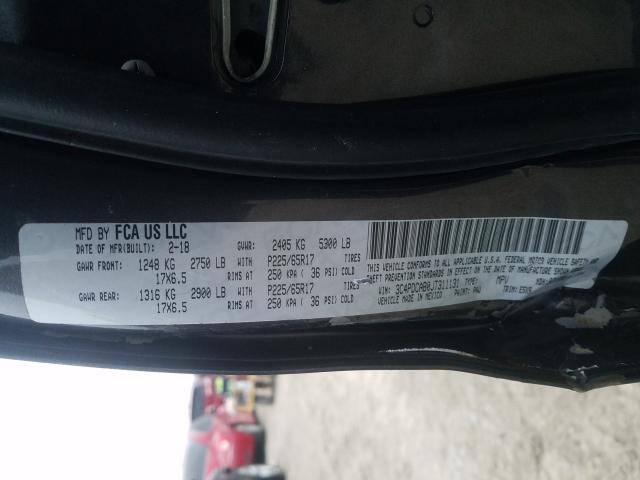 MFD BY FCA US LLC
DATE OF MFR(BUILT): 2-18 GVWR: 2405 KG 5300 LB
GAWR FRONT: 1248 KG 2750 LB WITH P225/65R17 TIRES
17X6.5 RIMS AT 250 KPA ( 36 PSI) COLD
GAWR REAR: 1316 KG 2900 LB WITH P225/65R17 TIRES
17X6.5 RIMS AT 250 KPA ( 36 PSI)
THIS VEHICLE CONFORMS TO ALL APPLICABLE U.S.A. FEDERAL MOTOR VEHICLE SAFETY AND
THEFT PREVENTION STANDARDS IN EFFECT ON THE DATE OF MANUFACTURE SHOWN ABOVE.
VIN: 3C4PDCAB0JT311131 TYPE: MPV MDH:
VEHICLE MADE IN MEXICO PAINT: PAU TRIM: